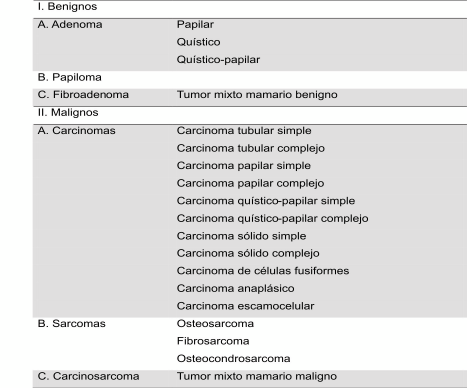 I. Benignos
A. Adenoma Papilar
Quístico
Quístico-papilar
B. Papiloma
C. Fibroadenoma Tumor mixto mamario benigno
II. Malignos
A. Carcinomas Carcinoma tubular simple
Carcinoma tubular complejo
Carcinoma papilar simple
Carcinoma papilar complejo
Carcinoma quístico-papilar simple
Carcinoma quístico-papilar complejo
Carcinoma sólido simple
Carcinoma sólido complejo
Carcinoma de células fusiformes
Carcinoma anaplásico
Carcinoma escamocelular
B. Sarcomas Osteosarcoma
Fibrosarcoma
Osteocondrosarcoma
C. Carcinosarcoma Tumor mixto mamario maligno